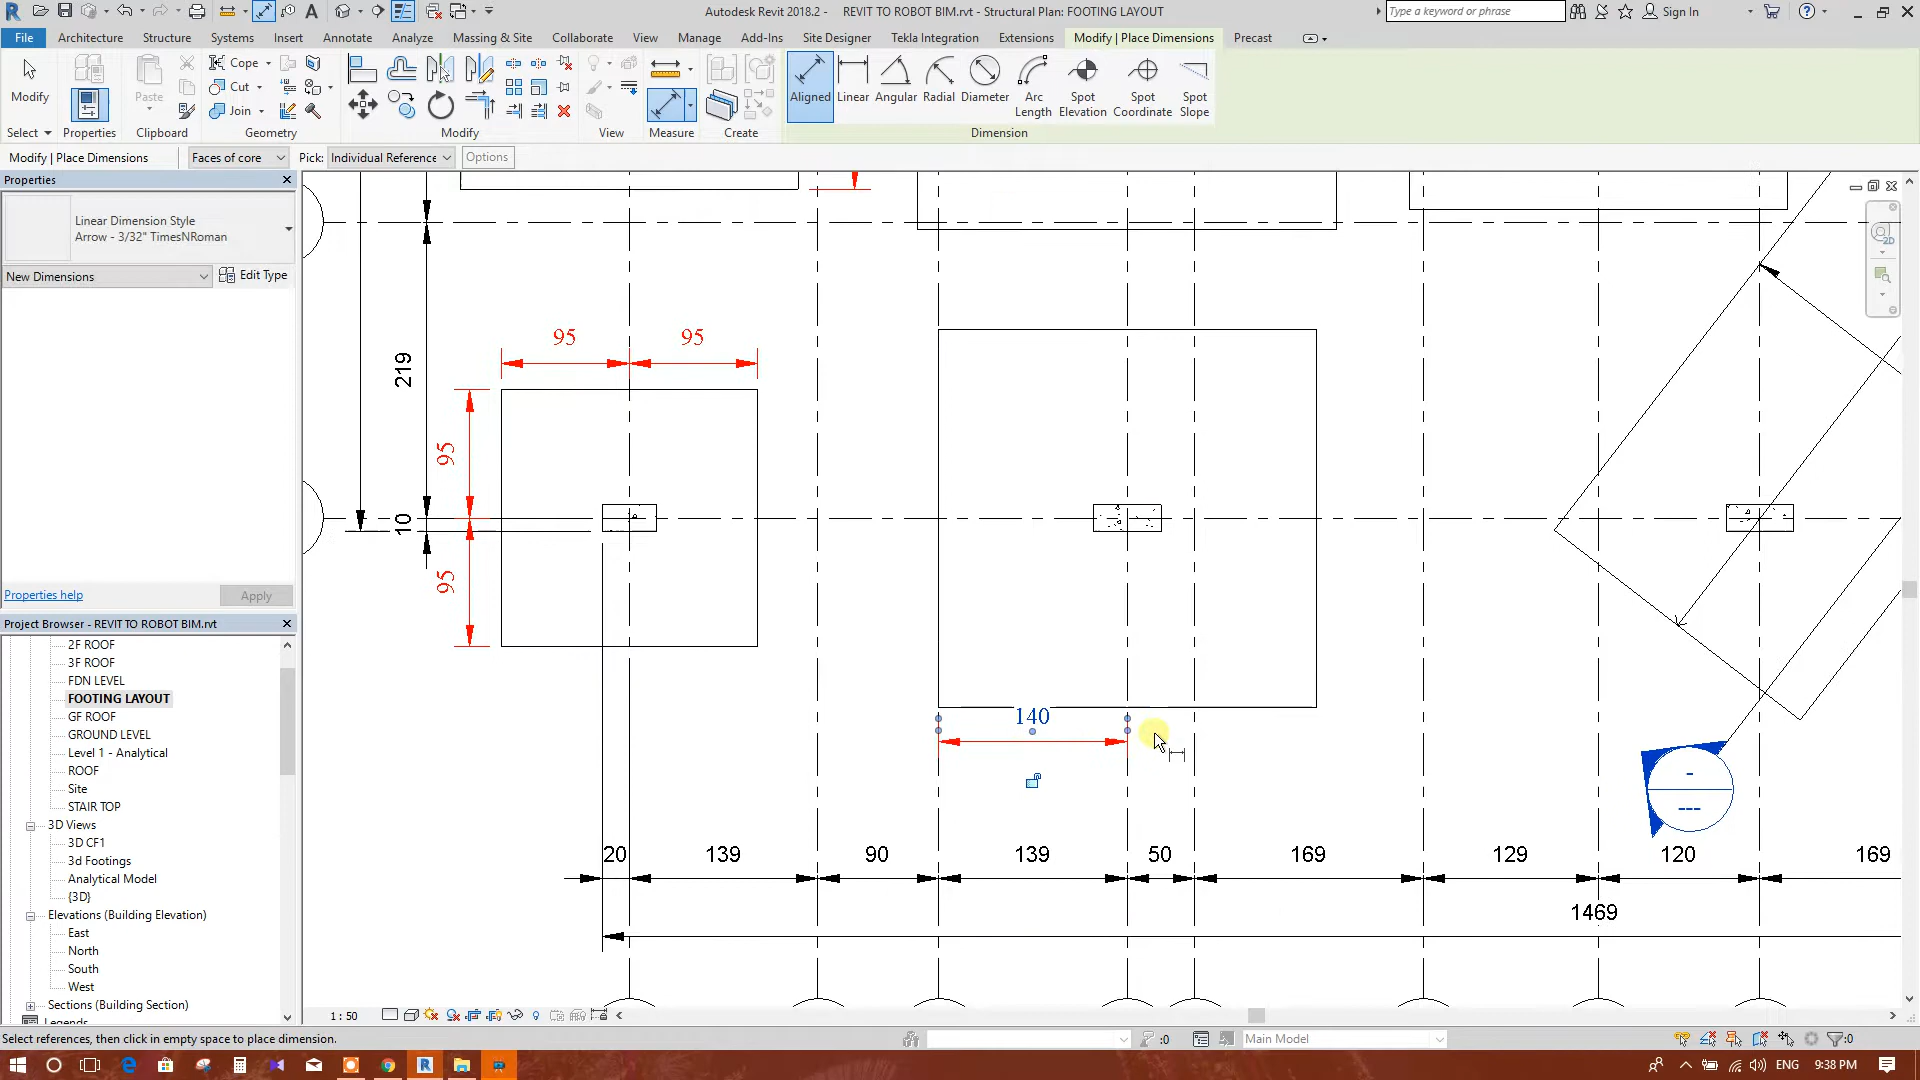 Autodesk Revit 2018.2 - REVIT TO ROBOT BIM.rvt - Structural Plan: FOOTING LAYOUT
Type a keyword or phrase
Sign In
File Architecture Structure Systems Insert Annotate Analyze Massing & Site Collaborate View Manage Add-Ins Site Designer Tekla Integration Extensions Modify | Place Dimensions Precast
Modify
Paste
Cope
Cut
Join
Aligned Linear Angular Radial Diameter Arc Length Spot Elevation Spot Coordinate Spot Slope
Select Properties Clipboard Geometry Modify View Measure Create Dimension
Modify | Place Dimensions Faces of core Pick: Individual Reference Options
Properties
Linear Dimension Style
Arrow - 3/32" TimesNRoman
New Dimensions Edit Type
Properties help Apply
Project Browser - REVIT TO ROBOT BIM.rvt
2F ROOF
3F ROOF
FDN LEVEL
FOOTING LAYOUT
GF ROOF
GROUND LEVEL
Level 1 - Analytical
ROOF
Site
STAIR TOP
3D Views
3D CF1
3d Footings
Analytical Model
{3D}
Elevations (Building Elevation)
East
North
South
West
Sections (Building Section)
Legends
2D
95 95
219
95
10
95
140
-
---
20 139 90 139 50 169 129 120 169
1469
1 : 50
Select references, then click in empty space to place dimension.
:0
Main Model
:0
ENG 9:38 PM